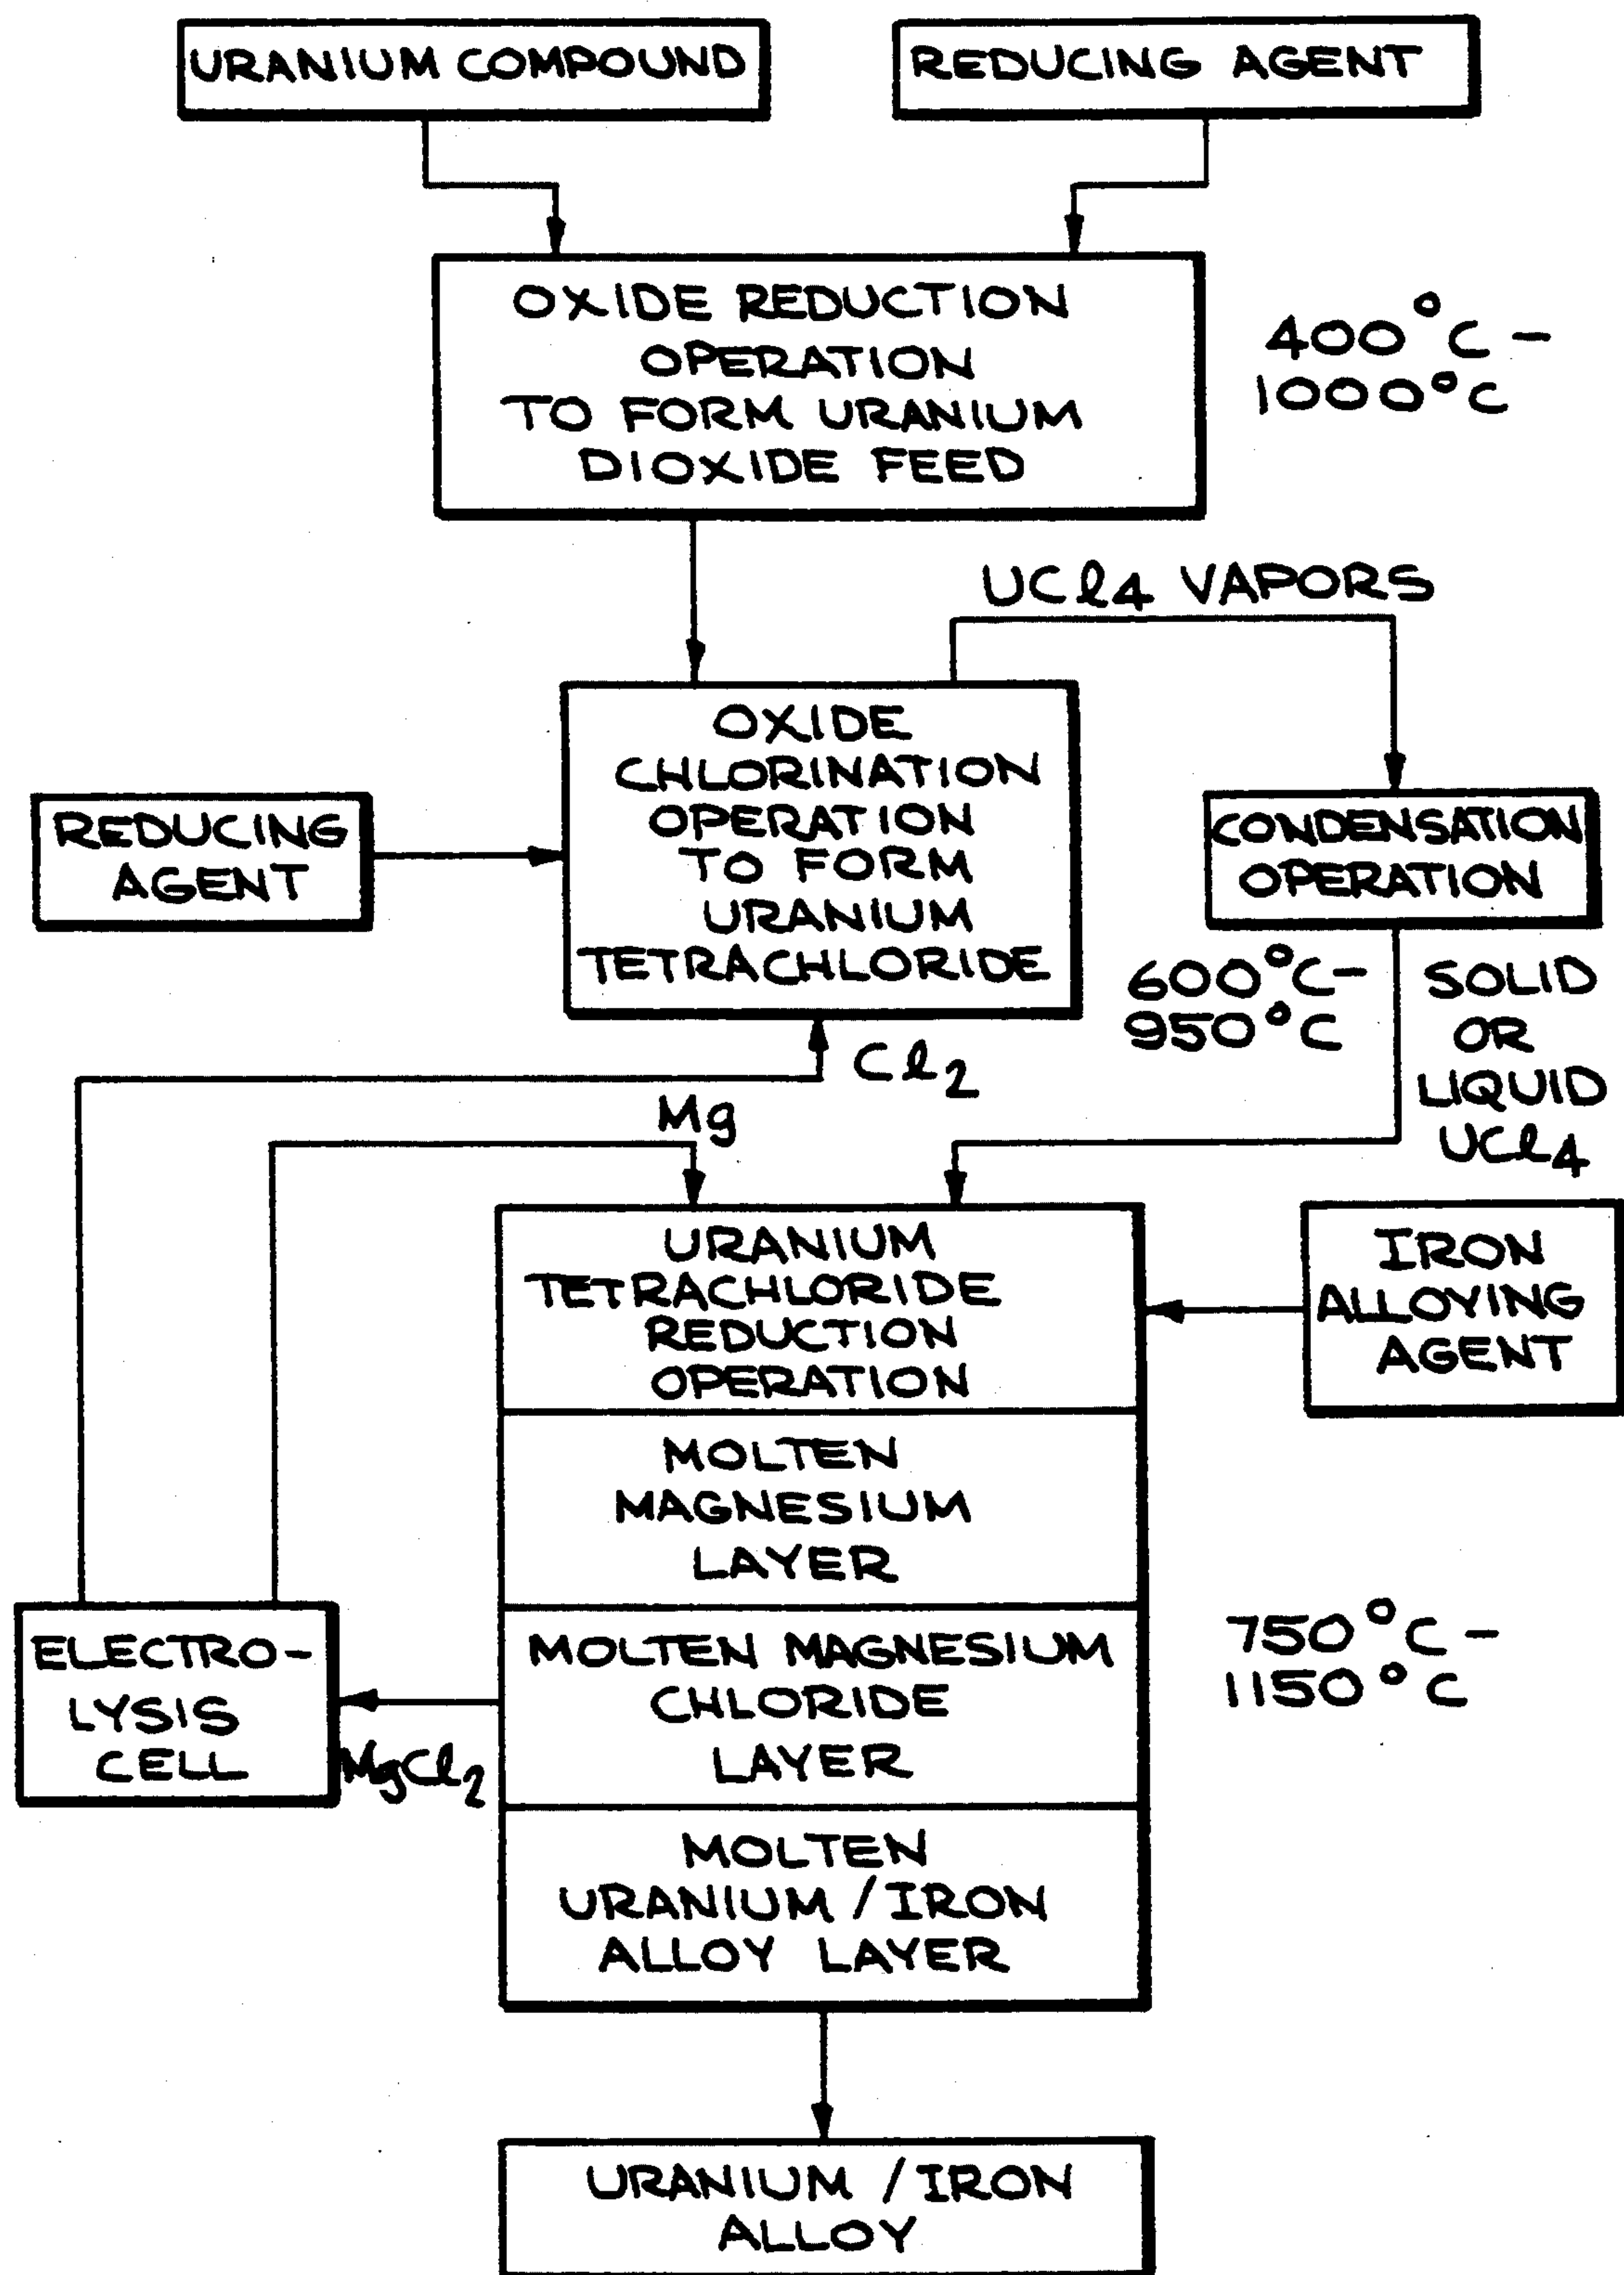 URANIUM COMPOUND
REDUCING AGENT
OXIDE REDUCTION
OPERATION
TO FORM URANIUM
DIOXIDE FEED
400°C -
1000°C
UCl4 VAPORS
OXIDE
CHLORINATION
OPERATION
TO FORM
URANIUM
TETRACHLORIDE
REDUCING
AGENT
CONDENSATION
OPERATION
600°C-
950°C
SOLID
OR
LIQUID
UCl4
Cl2
Mg
URANIUM
TETRACHLORIDE
REDUCTION
OPERATION
IRON
ALLOYING
AGENT
MOLTEN
MAGNESIUM
LAYER
ELECTRO-
LYSIS
CELL
MgCl2
MOLTEN MAGNESIUM
CHLORIDE
LAYER
750°C -
1150°C
MOLTEN
URANIUM / IRON
ALLOY LAYER
URANIUM / IRON
ALLOY